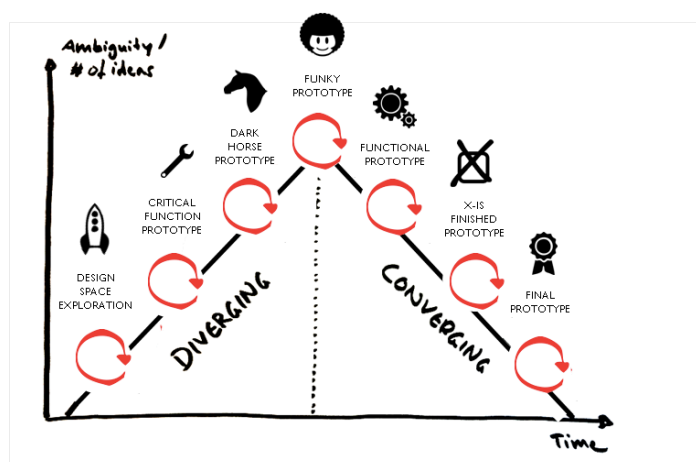 Ambiguity/
# of ideas
FUNKY
PROTOTYPE
DARK
HORSE
PROTOTYPE
FUNCTIONAL
PROTOTYPE
CRITICAL
FUNCTION
PROTOTYPE
X-IS
FINISHED
PROTOTYPE
DESIGN
SPACE
EXPLORATION
FINAL
PROTOTYPE
DIVERGING
CONVERGING
Time